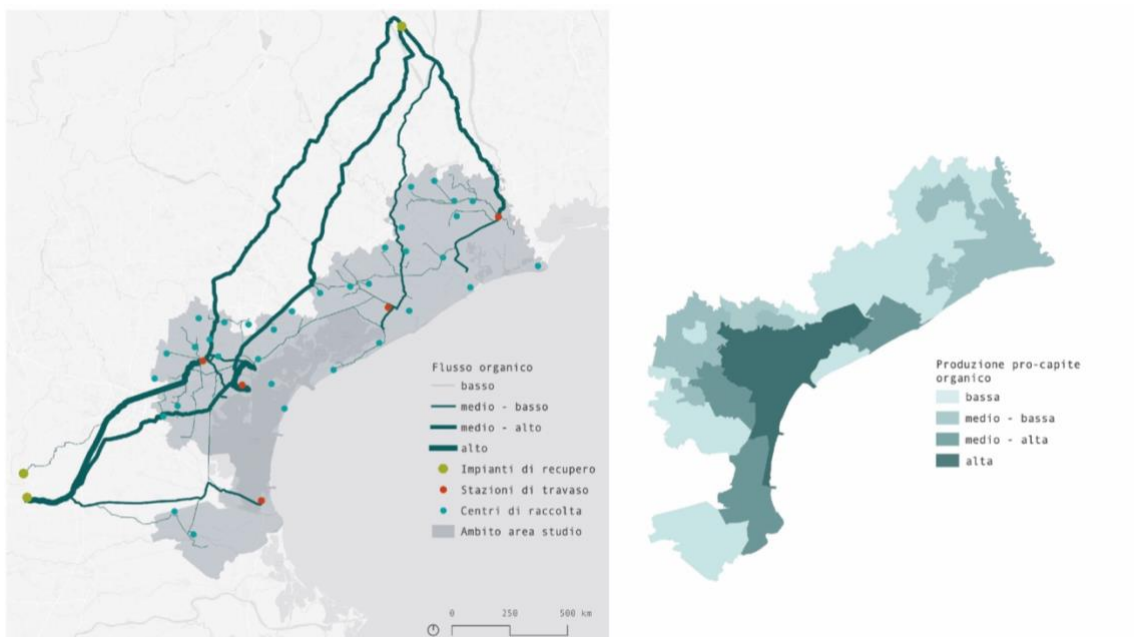 Flusso organico
basso
medio - basso
medio - alto
alto
Impianti di recupero
Stazioni di travaso
Centri di raccolta
Ambito area studio
0 250 500 km
Produzione pro-capite
organico
bassa
medio - bassa
medio - alta
alta